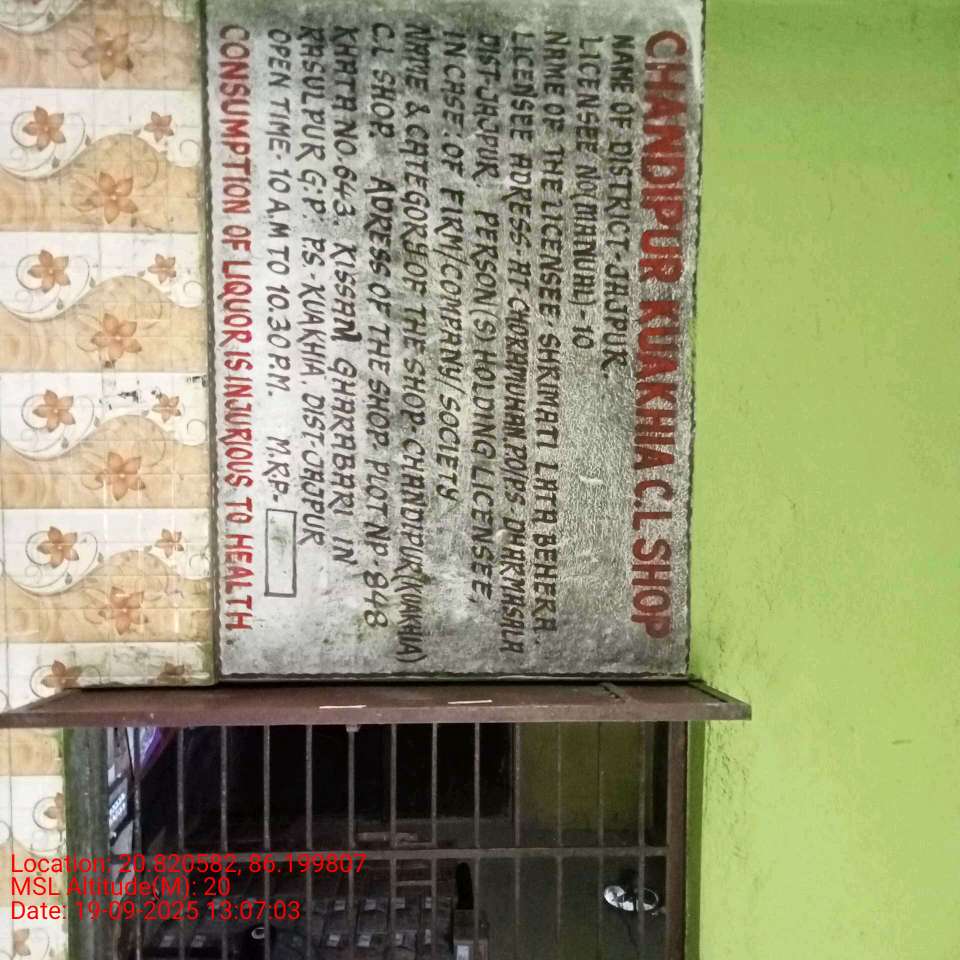 CHANDIPUR KUAKHIA C.L SHOP
NAME OF DISTRICT-JAJPUR.
LICENSEE NO(MANUAL)-10
NAME OF THE LICENSEE-SHRIMATI LATA BEHERA.
LICENSEE ADRESS-AT-CHOKAMUHAN,PO/PS-DHARMASALA
DIST-JAJPUR. PERSON(S) HOLDING LICENSEE,
IN CASE.OF FIRM/COMPANY/SOCIETY
NAME & CATEGORY OF THE SHOP-CHANDIPUR(KUAKHIA)
C.L SHOP. ADRESS OF THE SHOP-PLOT NO-848
KHATA NO.643. KISSAN GHARABARI IN
RASULPUR G.P. P.S-KUAKHIA, DIST-JAJPUR
OPEN TIME-10 A.M TO 10.30 P.M. M.R.P-
CONSUMPTION OF LIQUOR IS INJURIOUS TO HEALTH.
Location: 20.820582, 86.199807
MSL Altitude(M): 20
Date: 19-09-2025 13:07:03